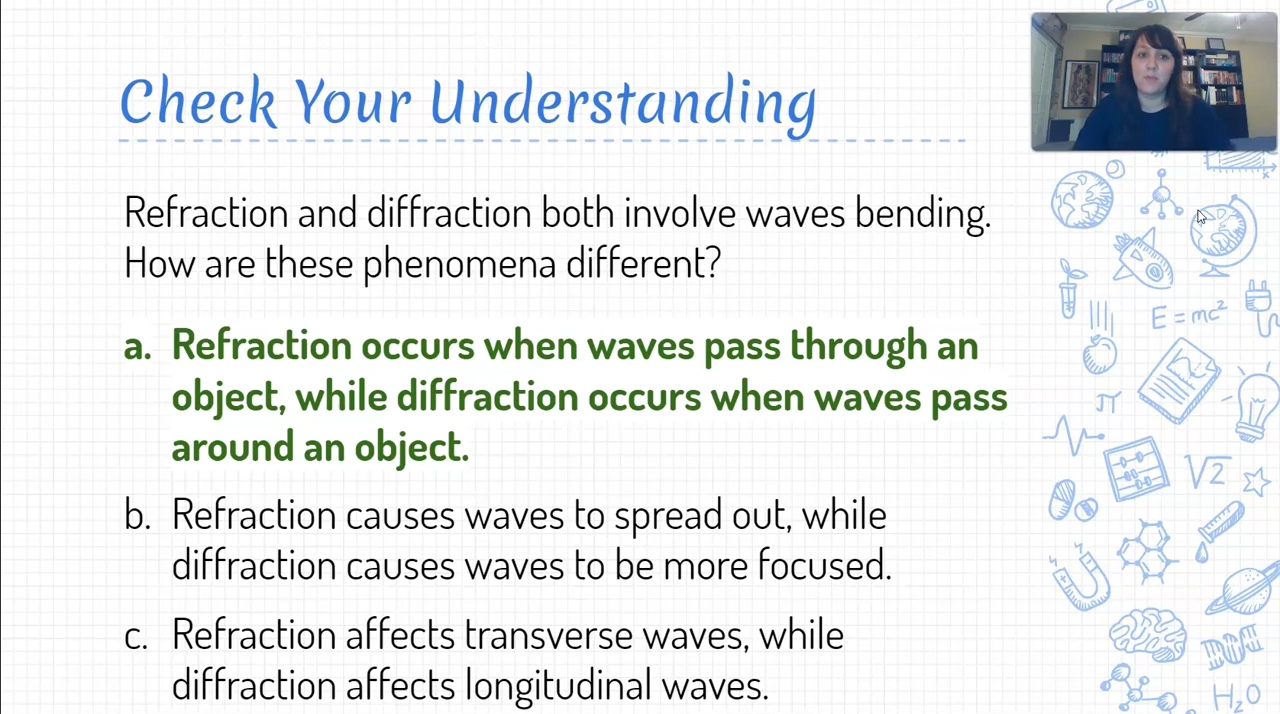 Check Your Understanding
Refraction and diffraction both involve waves bending.
How are these phenomena different?
a. Refraction occurs when waves pass through an
object, while diffraction occurs when waves pass
around an object.
b. Refraction causes waves to spread out, while
diffraction causes waves to be more focused.
c. Refraction affects transverse waves, while
diffraction affects longitudinal waves.
E = mc²
π
√2
H₂O